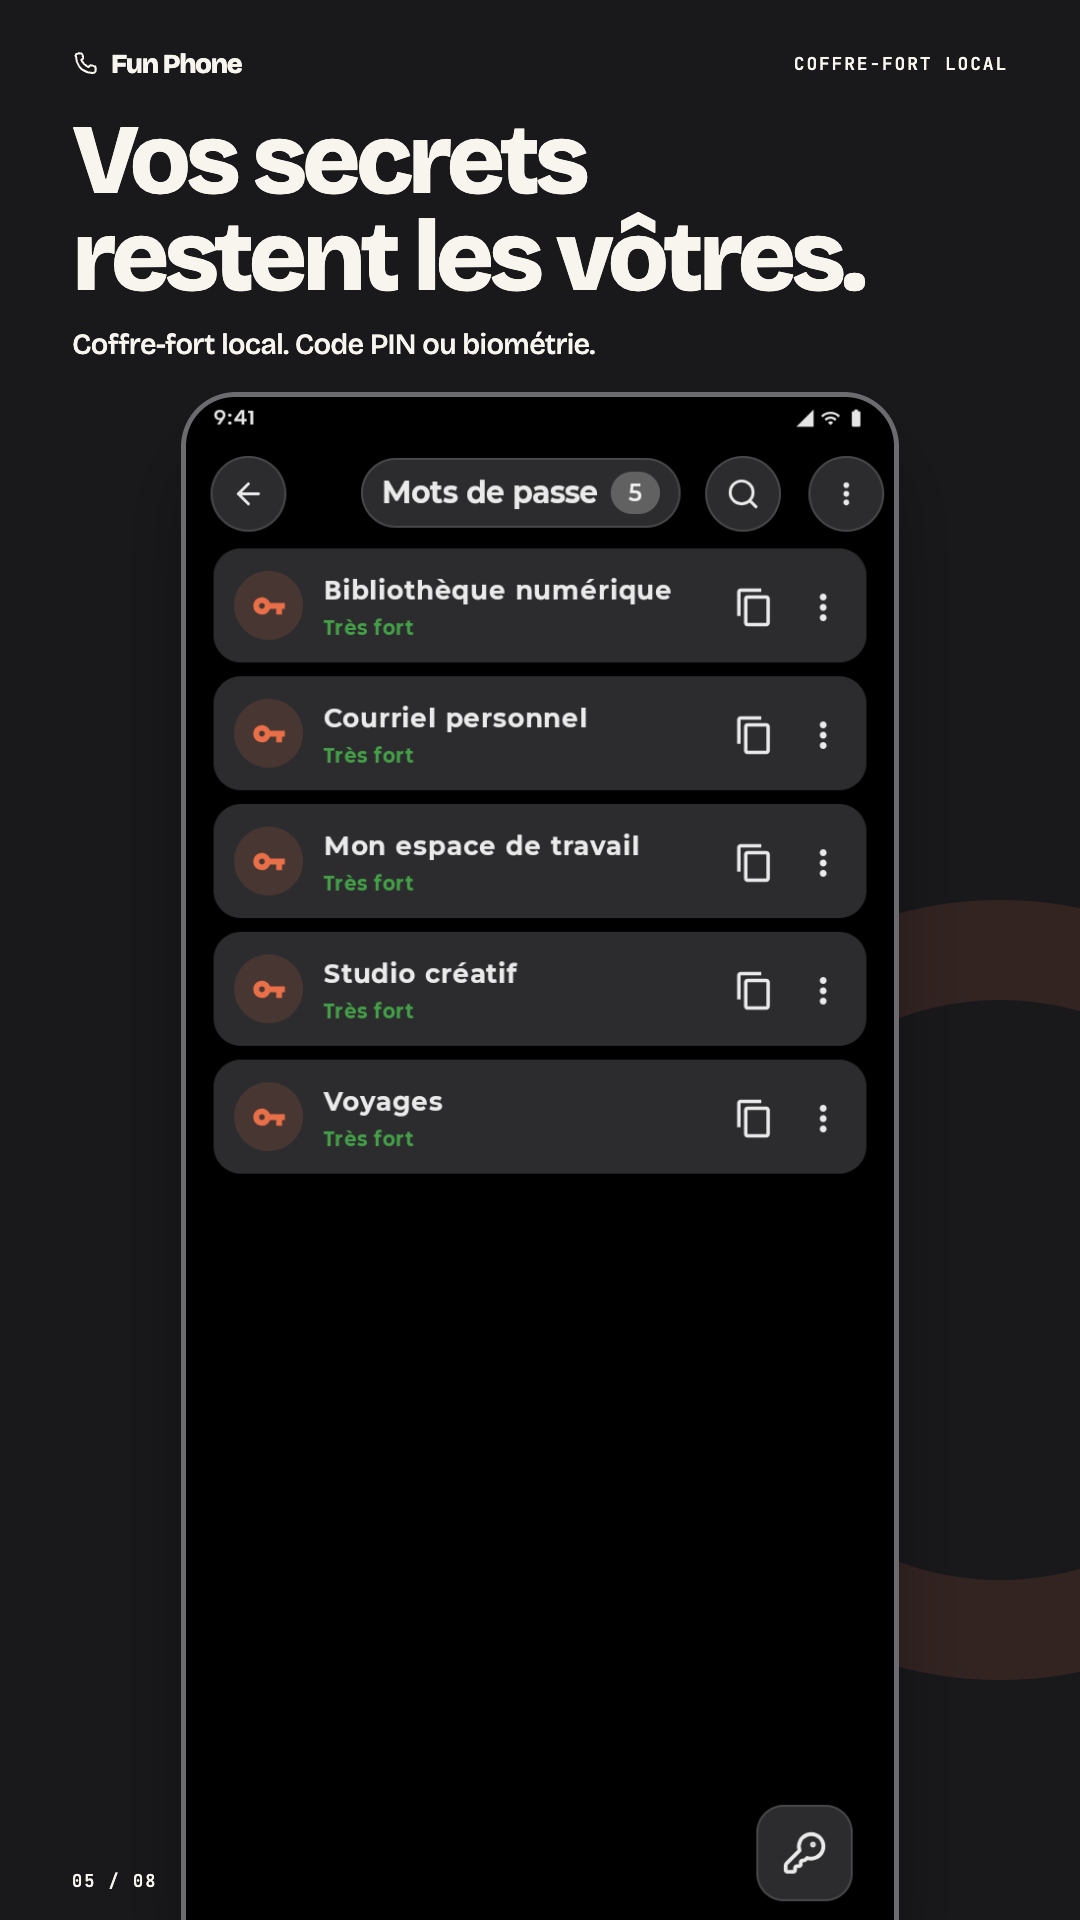 Fun Phone
COFFRE-FORT LOCAL
Vos secrets
restent les vôtres.
Coffre-fort local. Code PIN ou biométrie.
9:41
Mots de passe 5
Bibliothèque numérique
Très fort
Courriel personnel
Très fort
Mon espace de travail
Très fort
Studio créatif
Très fort
Voyages
Très fort
05 / 08